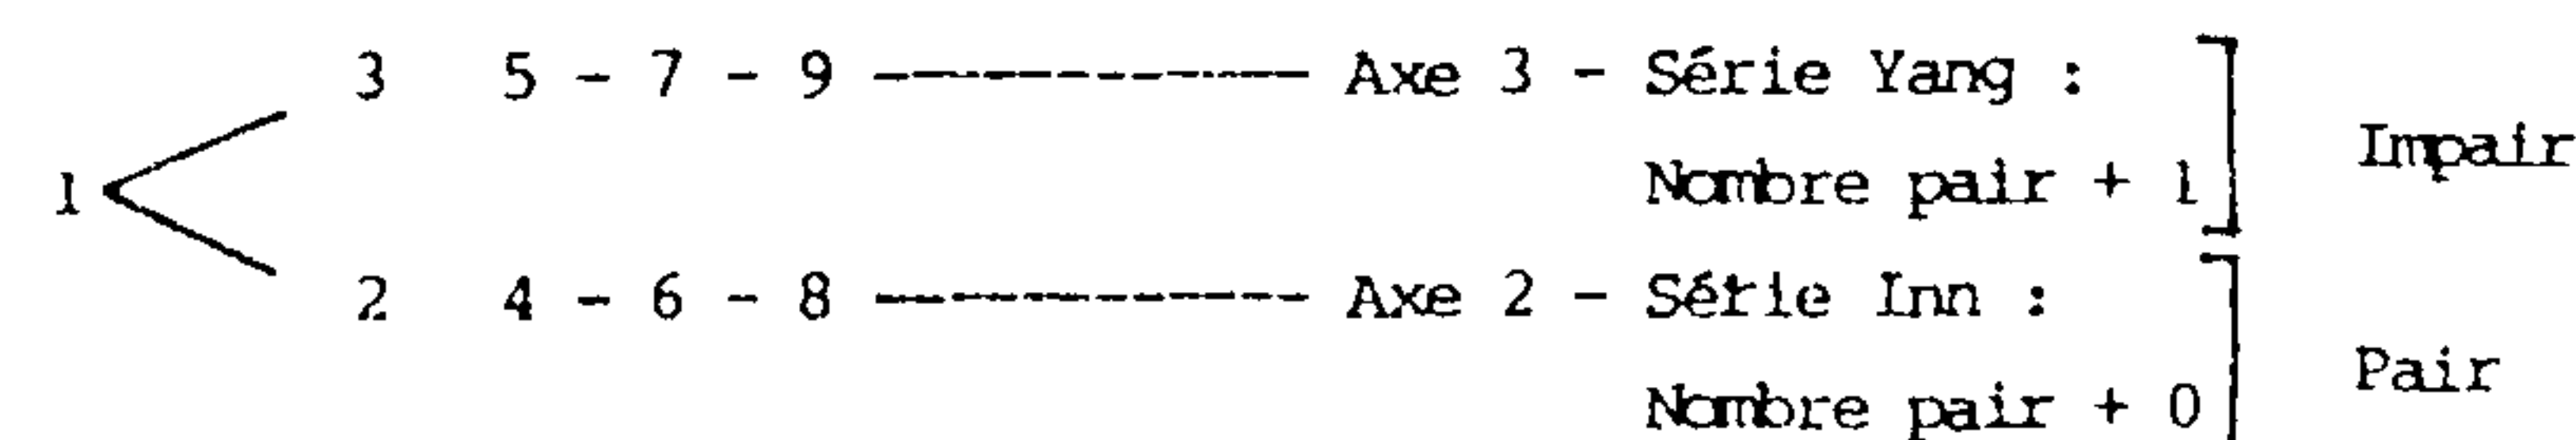 3 5 - 7 - 9 ------------ Axe 3 - Série Yang :
Impair
1 Nombre pair + 1
2 4 - 6 - 8 ------------ Axe 2 - Série Inn :
Pair
Nombre pair + 0